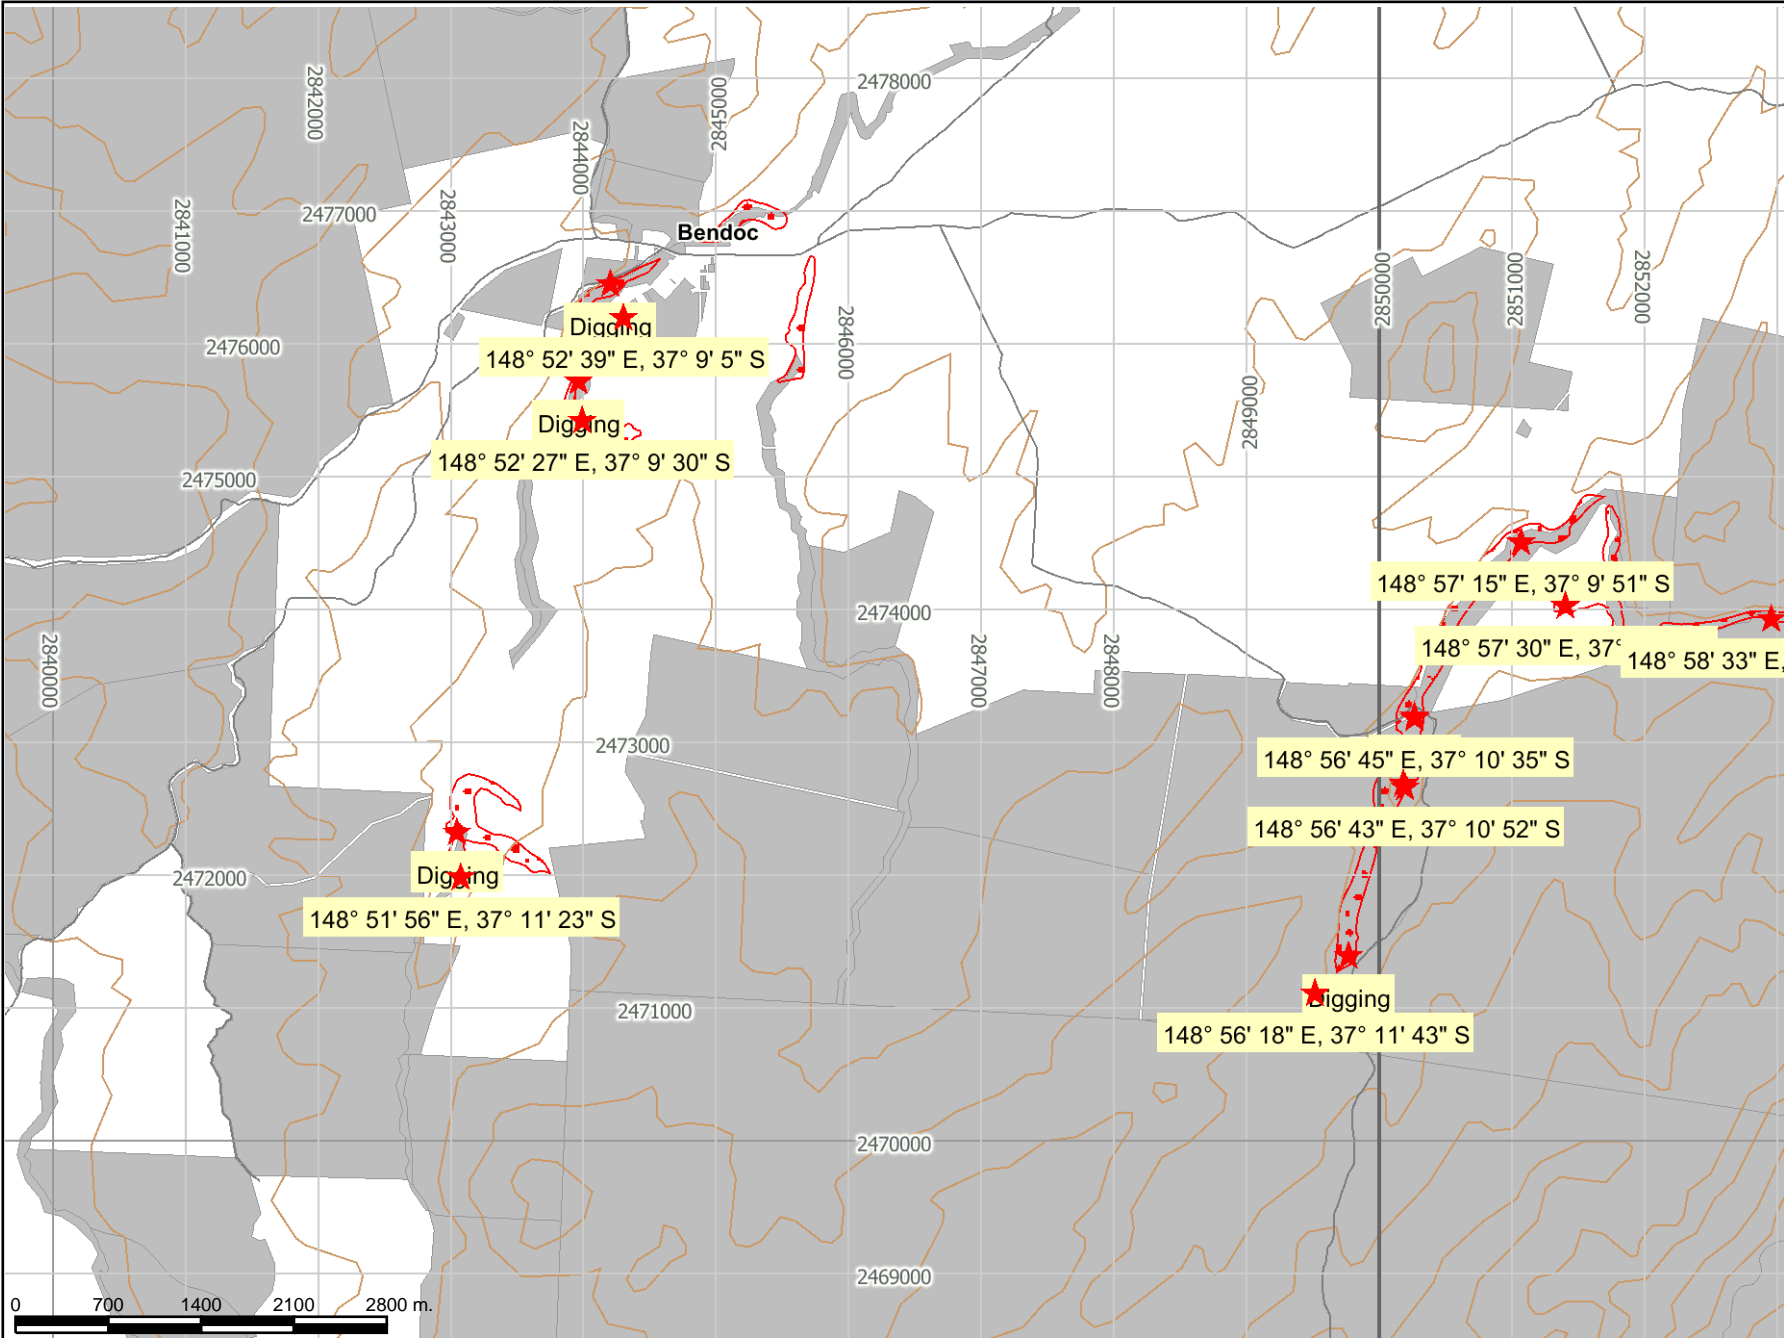 2478000
2842000
2845000
2844000
2477000
2843000
2841000
Bendoc
2850000
2851000
2852000
2846000
Digging
2476000
148° 52' 39" E, 37° 9' 5" S
2849000
Digging
148° 52' 27" E, 37° 9' 30" S
2475000
148° 57' 15" E, 37° 9' 51" S
2474000
2840000
2847000
2848000
148° 57' 30" E, 37°
148° 58' 33" E,
2473000
148° 56' 45" E, 37° 10' 35" S
148° 56' 43" E, 37° 10' 52" S
Digging
2472000
148° 51' 56" E, 37° 11' 23" S
Digging
2471000
148° 56' 18" E, 37° 11' 43" S
2470000
2469000
0 700 1400 2100 2800 m.